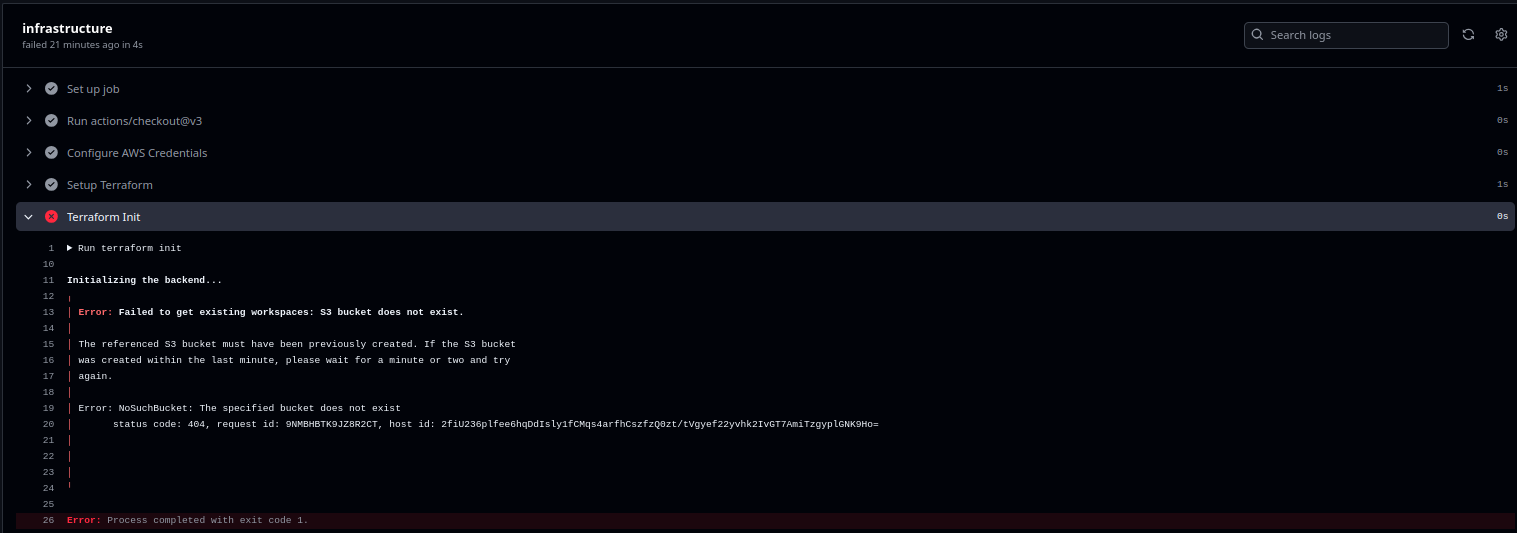 infrastructure
failed 21 minutes ago in 4s
Search logs
Set up job 1s
Run actions/checkout@v3 0s
Configure AWS Credentials 0s
Setup Terraform 1s
Terraform Init 0s
1 Run terraform init
10
11 Initializing the backend...
12
13 Error: Failed to get existing workspaces: S3 bucket does not exist.
14
15 The referenced S3 bucket must have been previously created. If the S3 bucket
16 was created within the last minute, please wait for a minute or two and try
17 again.
18
19 Error: NoSuchBucket: The specified bucket does not exist
20 status code: 404, request id: 9NMBHBTK9JZ8R2CT, host id: 2fiU236plfee6hqDdIsly1fCMqs4arfhCszfzQ0zt/tVgyef22yvhk2IvGT7AmiTzgyplGNK9Ho=
21
22
23
24
25
26 Error: Process completed with exit code 1.